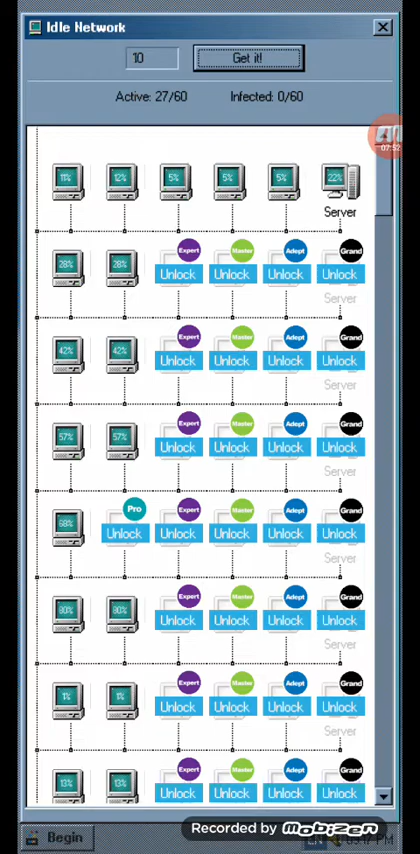 Idle Network
10 Get it!
Active: 27/60 Infected: 0/60
07:52
11% 12% 5% 5% 5% 22%
Server
Expert Master Adept Grand
28% 28% Unlock Unlock Unlock Unlock
Server
Expert Master Adept Grand
42% 42% Unlock Unlock Unlock Unlock
Server
Expert Master Adept Grand
57% 57% Unlock Unlock Unlock Unlock
Server
Pro Expert Master Adept Grand
68% Unlock Unlock Unlock Unlock Unlock
Server
Expert Master Adept Grand
80% 80% Unlock Unlock Unlock Unlock
Server
Expert Master Adept Grand
1% 1% Unlock Unlock Unlock Unlock
Server
Expert Master Adept Grand
13% 13% Unlock Unlock Unlock Unlock
Recorded by mobizen
Begin EN PM